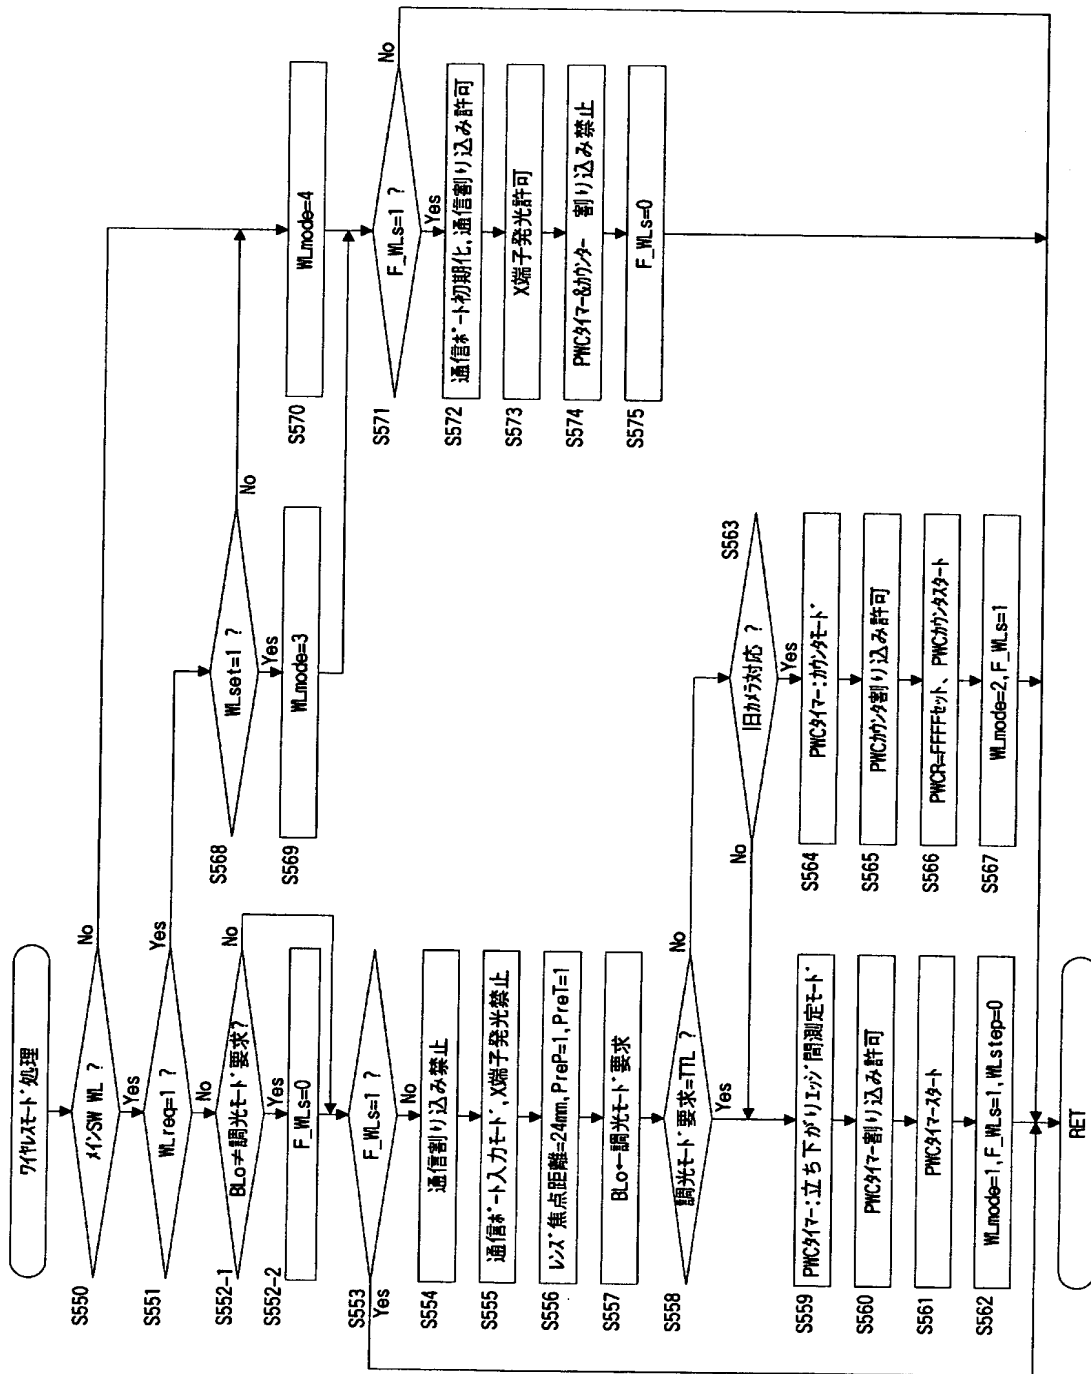 ワイヤレスモード処理
S550
メインSW WL ?
No
Yes
S551
WLreq=1 ?
Yes
No
S552-1
BLo≠調光モード要求?
No
Yes
S552-2
F_WLs=0
S553
F_WLs=1 ?
Yes
No
S554
通信割り込み禁止
S555
通信ポート入力モード,X端子発光禁止
S556
レンズ焦点距離=24mm,PreP=1,PreT=1
S557
BLo←調光モード要求
S558
調光モード要求=TTL ?
No
Yes
S559
PWCタイマー:立ち下がりエッジ間測定モード
S560
PWCタイマー割り込み許可
S561
PWCタイマースタート
S562
WLmode=1,F_WLs=1,WLstep=0
RET
S563
旧カメラ対応 ?
No
Yes
S564
PWCタイマー:カウンタモード
S565
PWCカウンタ割り込み許可
S566
PWCR=FFFFセット、PWCカウンタスタート
S567
WLmode=2,F_WLs=1
S568
WLset=1 ?
No
Yes
S569
WLmode=3
S570
WLmode=4
S571
F_WLs=1 ?
No
Yes
S572
通信ポート初期化,通信割り込み許可
S573
X端子発光許可
S574
PWCタイマー&カウンター 割り込み禁止
S575
F_WLs=0